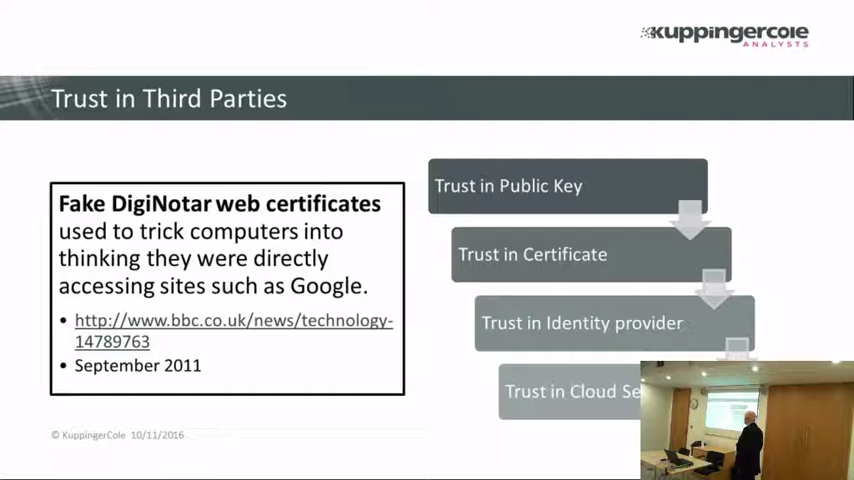 kuppingercole
ANALYSTS
Trust in Third Parties
Fake DigiNotar web certificates
used to trick computers into
thinking they were directly
accessing sites such as Google.
• http://www.bbc.co.uk/news/technology-
14789763
• September 2011
Trust in Public Key
Trust in Certificate
Trust in Identity provider
Trust in Cloud Se
© KuppingerCole 10/11/2016